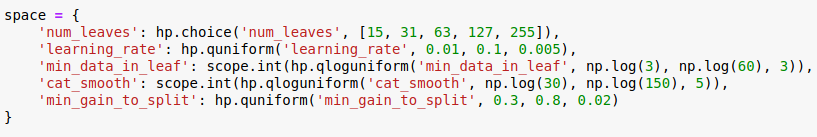 space = {
    'num_leaves': hp.choice('num_leaves', [15, 31, 63, 127, 255]),
    'learning_rate': hp.quniform('learning_rate', 0.01, 0.1, 0.005),
    'min_data_in_leaf': scope.int(hp.qloguniform('min_data_in_leaf', np.log(3), np.log(60), 3)),
    'cat_smooth': scope.int(hp.qloguniform('cat_smooth', np.log(30), np.log(150), 5)),
    'min_gain_to_split': hp.quniform('min_gain_to_split', 0.3, 0.8, 0.02)
}